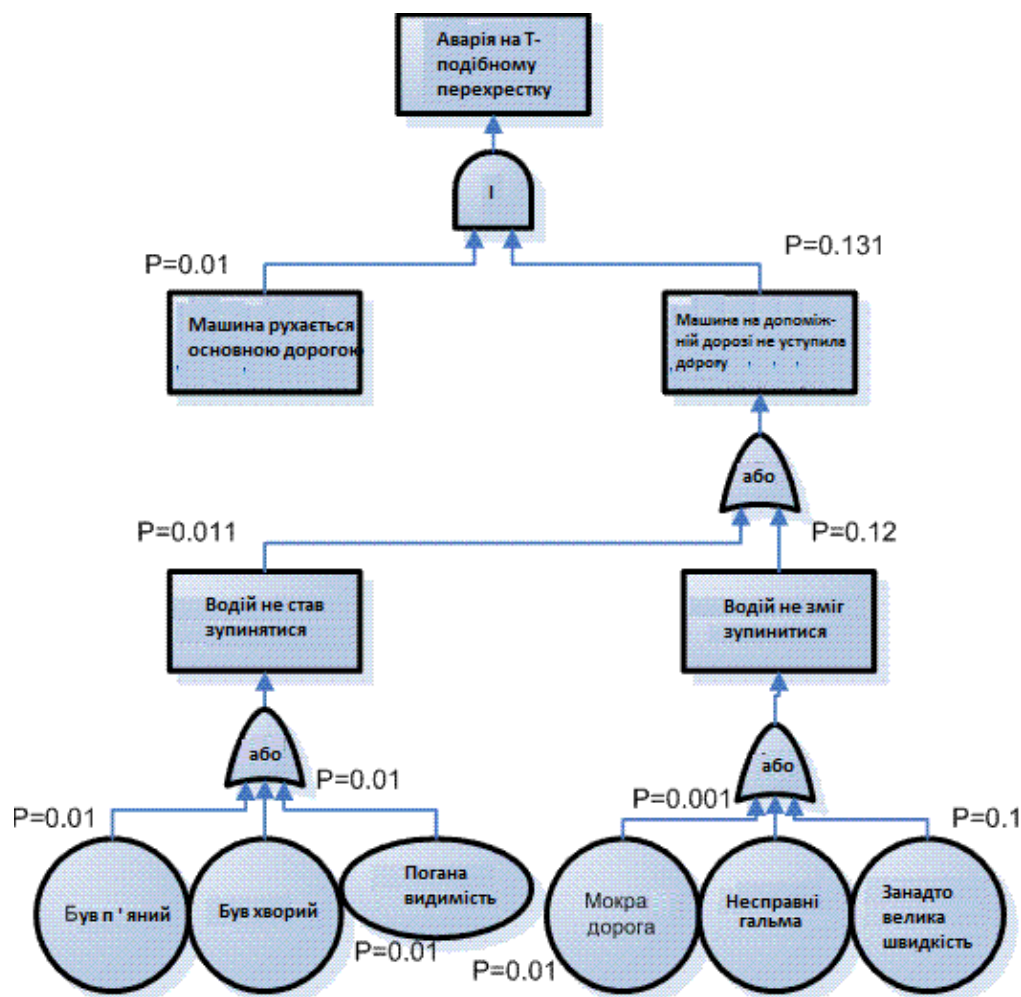 Аварія на Т-
подібному
перехрестку
І
P=0.01
P=0.131
Машина рухається
основною дорогою
Машина на допоміж-
ній дорозі не уступила
дорогу
або
P=0.011
P=0.12
Водій не став
зупинятися
Водій не зміг
зупинитися
або
або
P=0.01
P=0.01
P=0.001
P=0.1
Був п ' яний
Був хворий
Погана
видимість
Мокра
дорога
Несправні
гальма
Занадто
велика
швидкість
P=0.01
P=0.01